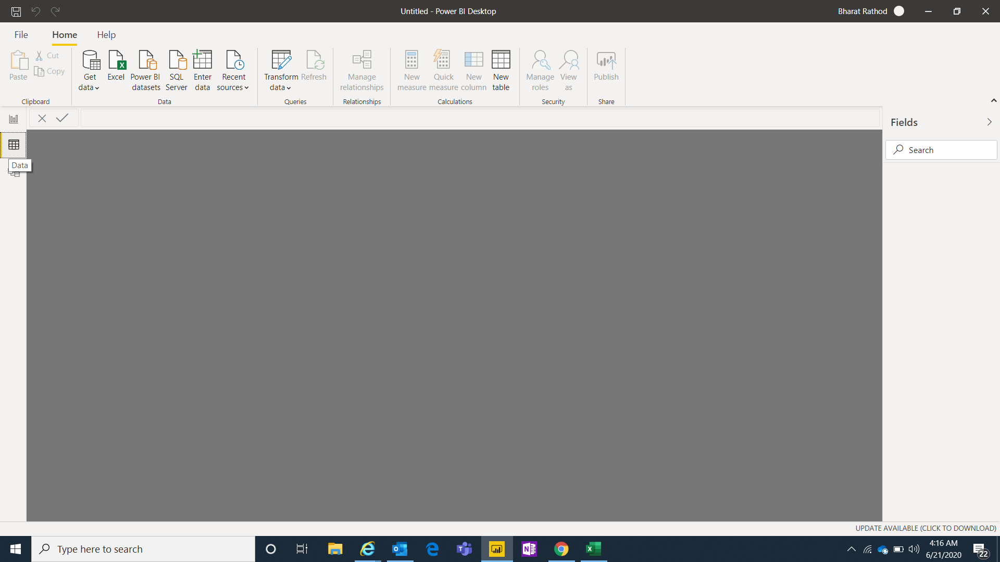 Untitled - Power BI Desktop
Bharat Rathod
File Home Help
Paste
Cut
Copy
Clipboard
Get
data
Excel
Power BI
datasets
SQL
Server
Enter
data
Recent
sources
Data
Transform
data
Refresh
Queries
Manage
relationships
Relationships
New
measure
Quick
measure
New
column
New
table
Calculations
Manage
roles
View
as
Security
Publish
Share
Fields
Search
Data
UPDATE AVAILABLE (CLICK TO DOWNLOAD)
Type here to search
4:16 AM
6/21/2020
22